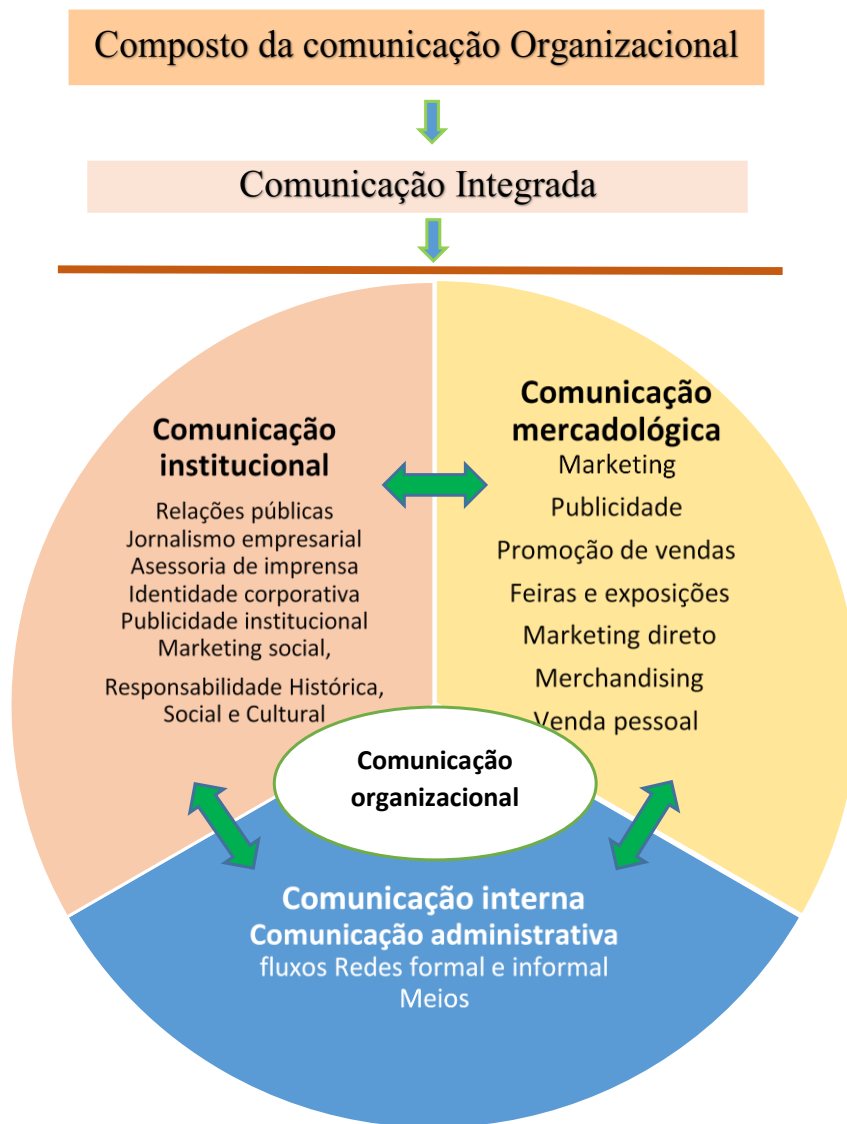 Composto da comunicação Organizacional
Comunicação Integrada
Comunicação
institucional
Relações públicas
Jornalismo empresarial
Asessoria de imprensa
Identidade corporativa
Publicidade institucional
Marketing social,
Responsabilidade Histórica,
Social e Cultural
Comunicação
mercadológica
Marketing
Publicidade
Promoção de vendas
Feiras e exposições
Marketing direto
Merchandising
Venda pessoal
Comunicação
organizacional
Comunicação interna
Comunicação administrativa
fluxos Redes formal e informal
Meios